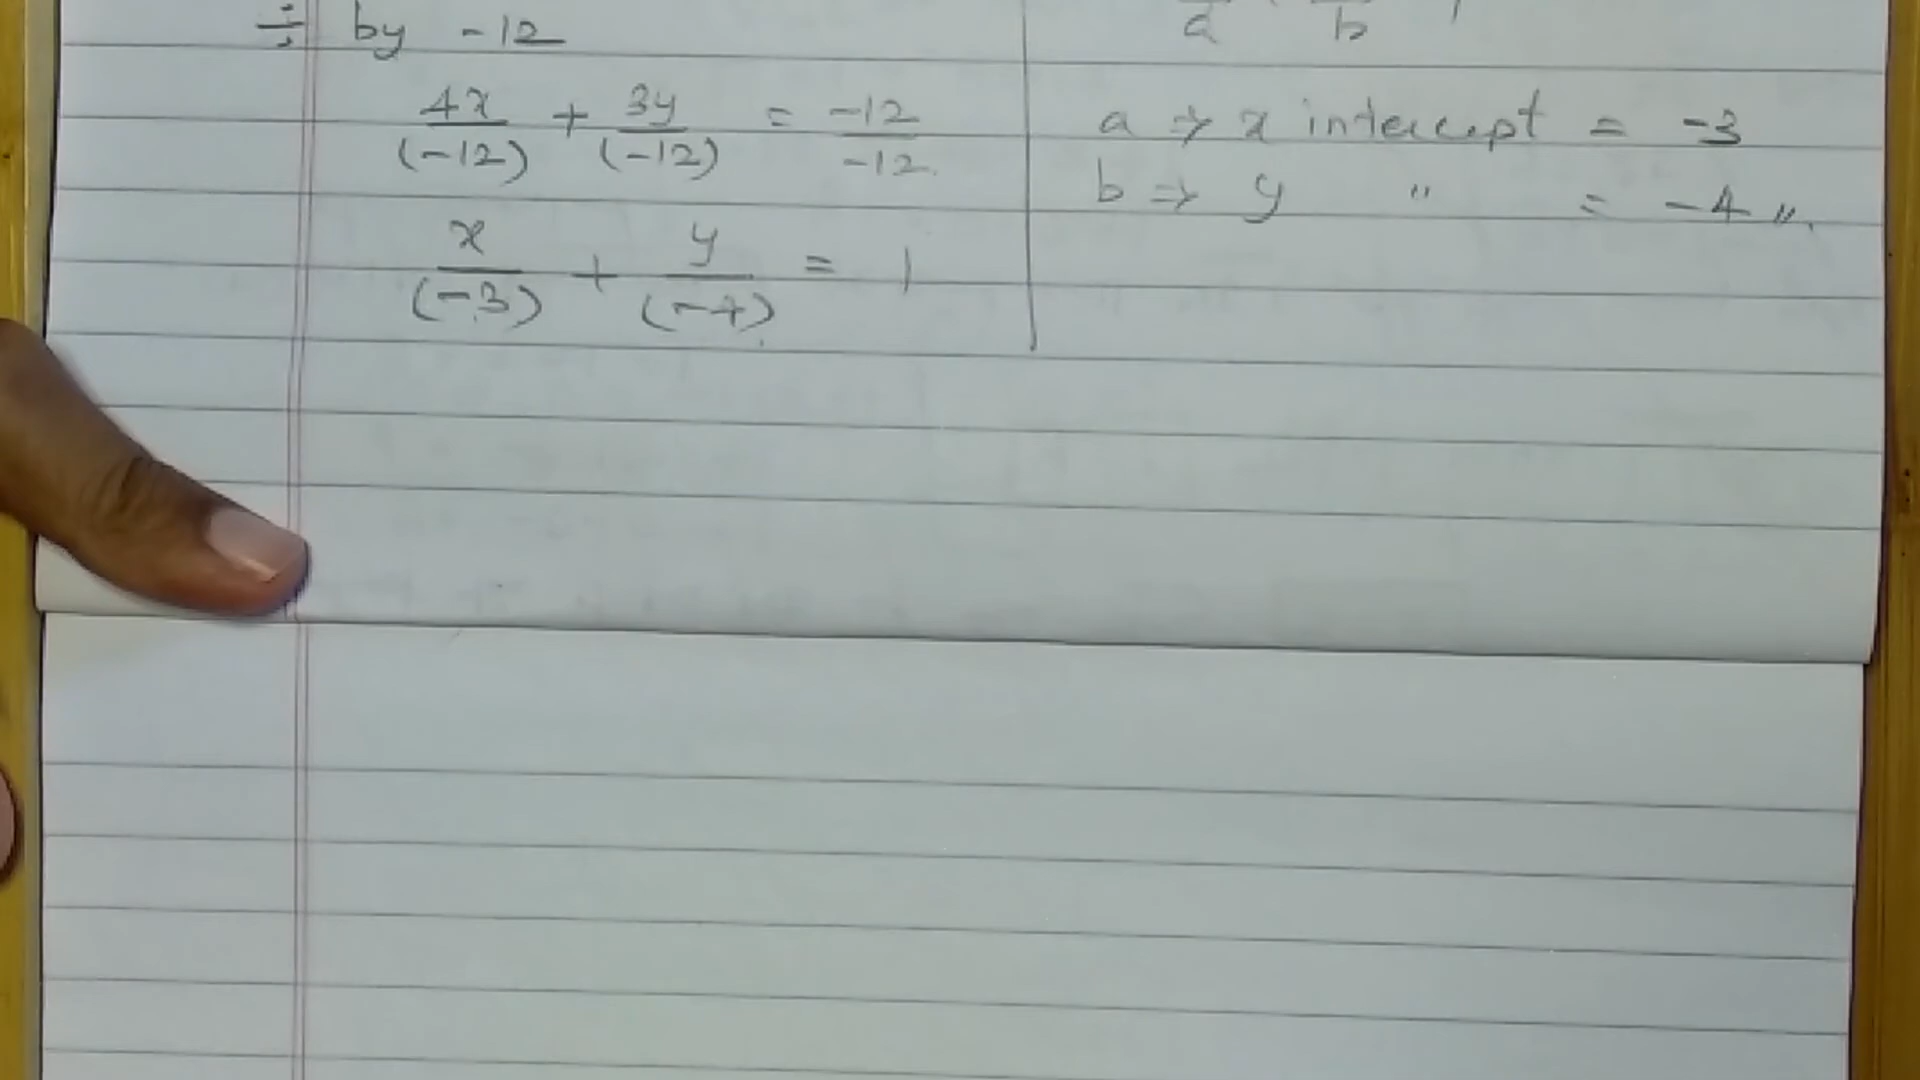 ÷ by -12
4x/(-12) + 3y/(-12) = -12/-12
x/(-3) + y/(-4) = 1
a b
a ⇒ x intercept = -3
b ⇒ y " = -4 ".